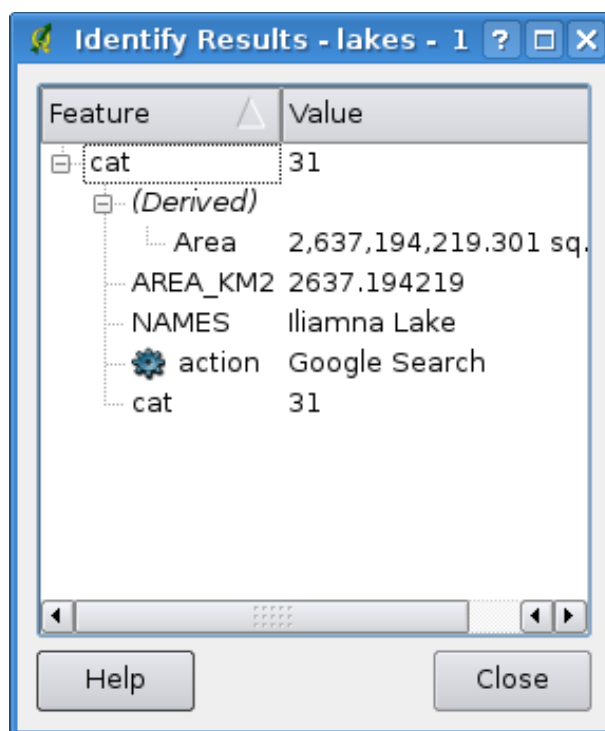 Identify Results - lakes - 1
Feature Value
cat 31
(Derived)
Area 2,637,194,219.301 sq.
AREA_KM2 2637.194219
NAMES Iliamna Lake
action Google Search
cat 31
Help Close